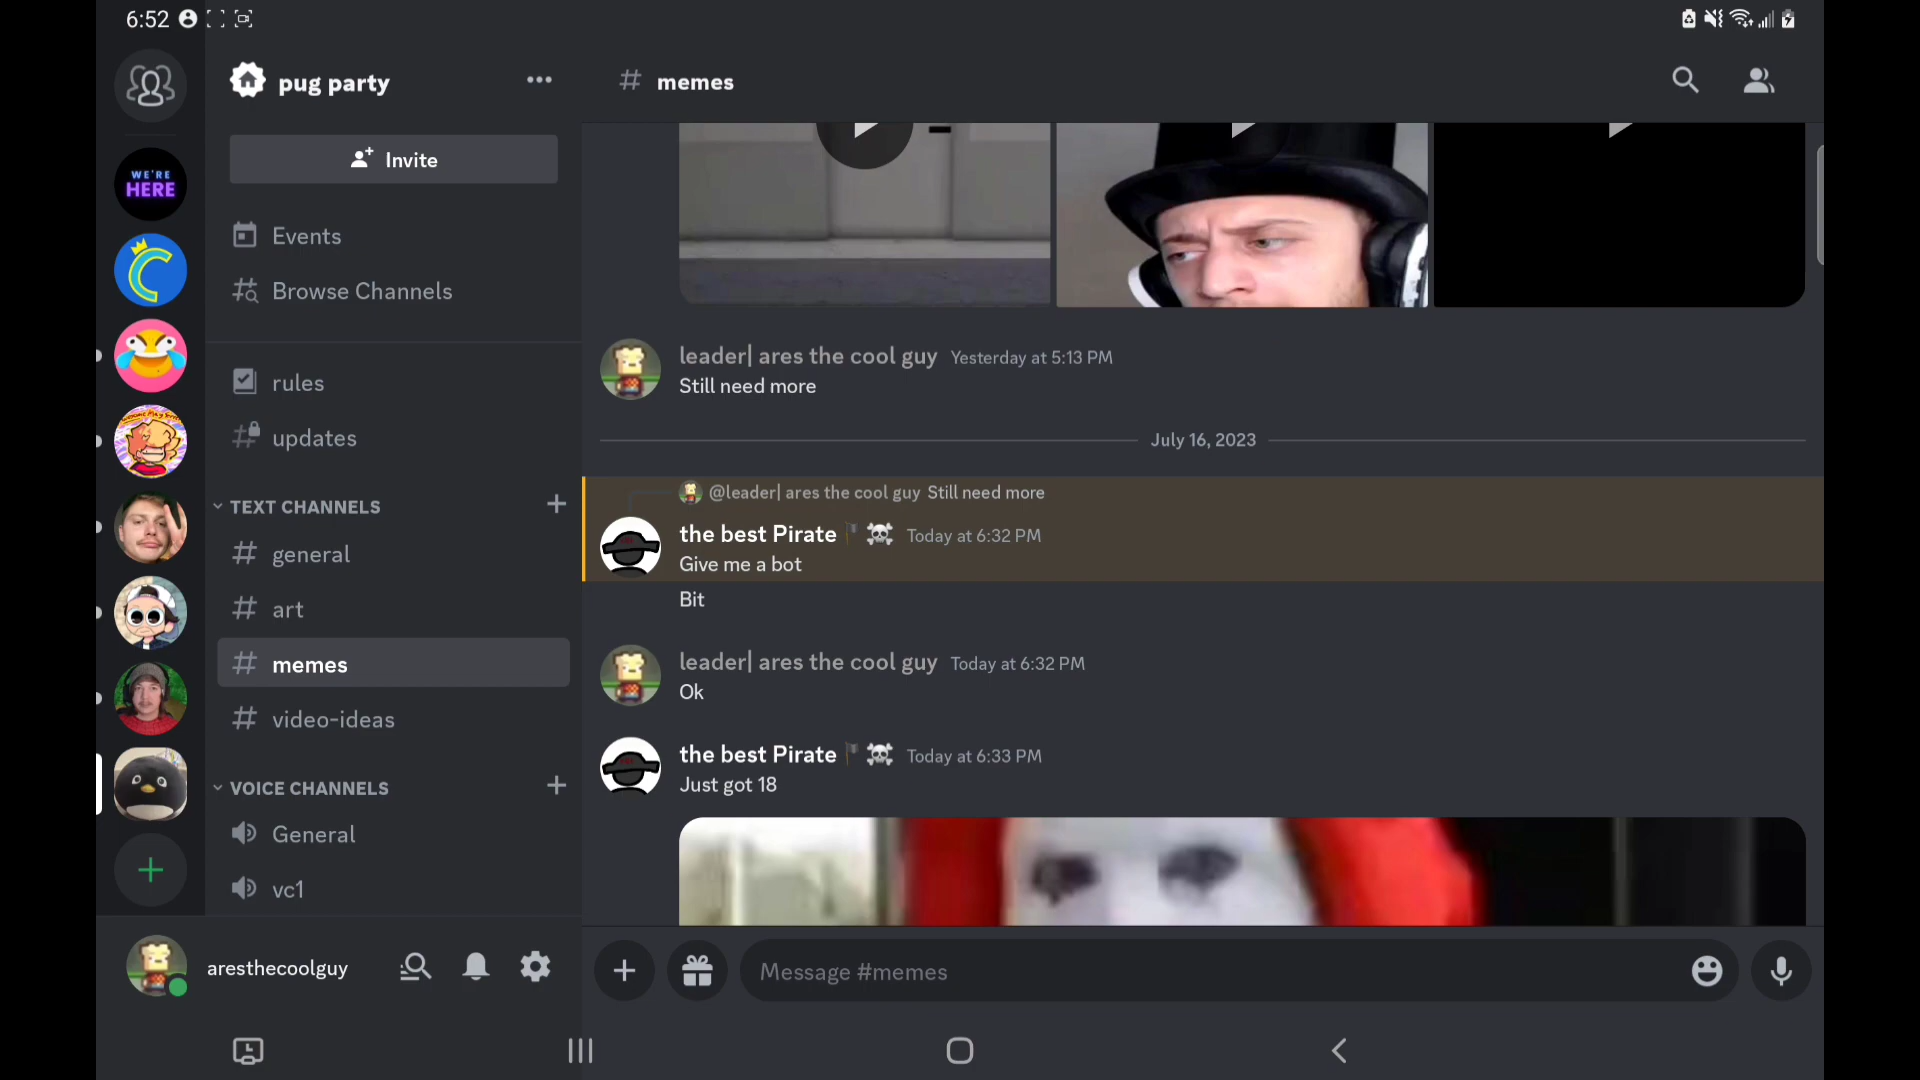 6:52
WE'RE
HERE
pug party
Invite
Events
Browse Channels
rules
updates
TEXT CHANNELS
general
art
memes
video-ideas
VOICE CHANNELS
General
vc1
aresthecoolguy
memes
leader| ares the cool guy Yesterday at 5:13 PM
Still need more
July 16, 2023
@leader| ares the cool guy Still need more
the best Pirate 🏴☠️ Today at 6:32 PM
Give me a bot
Bit
leader| ares the cool guy Today at 6:32 PM
Ok
the best Pirate 🏴☠️ Today at 6:33 PM
Just got 18
Message #memes